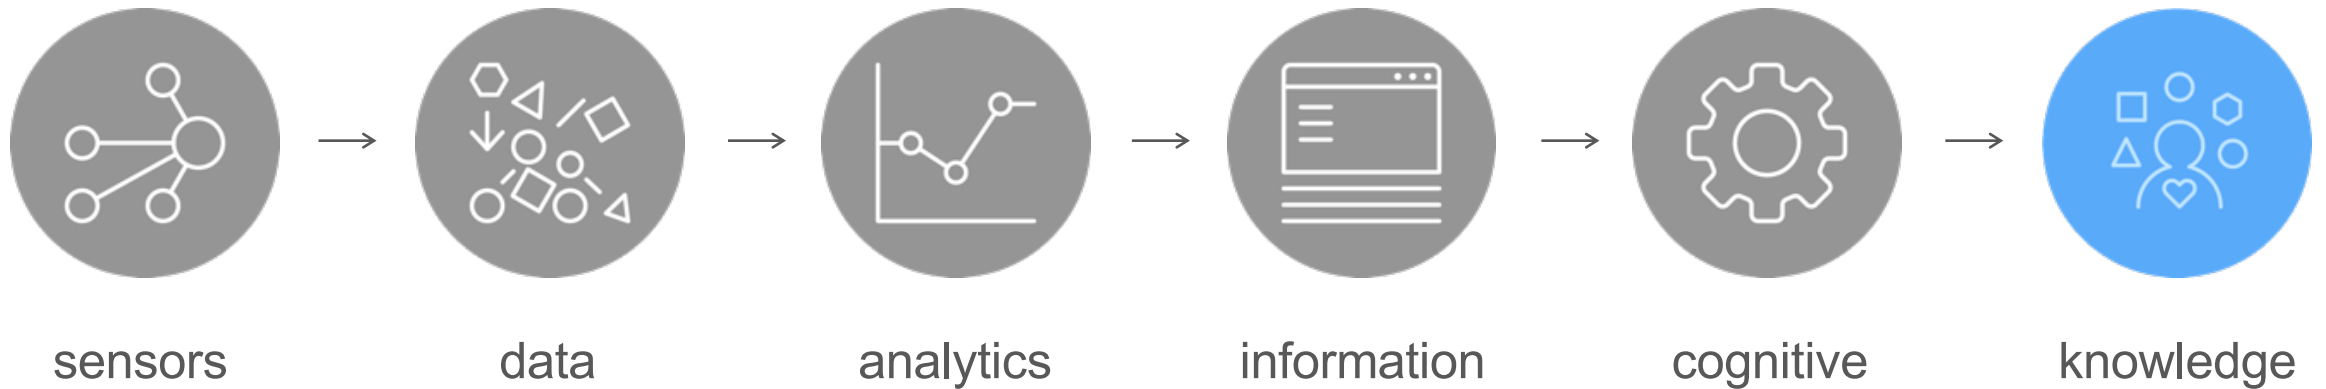 sensors
data
analytics
information
cognitive
knowledge